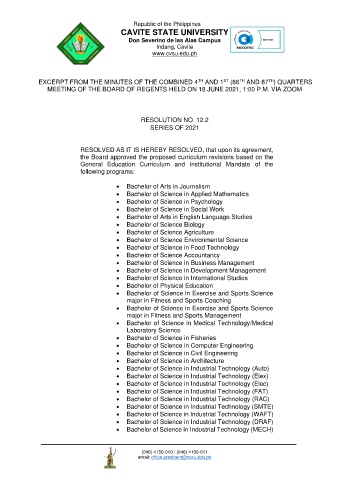 Republic of the Philippines
CAVITE STATE UNIVERSITY
Don Severino de las Alas Campus
Indang, Cavite
www.cvsu.edu.ph
EXCERPT FROM THE MINUTES OF THE COMBINED 4TH AND 1ST (86TH AND 87TH) QUARTERS
MEETING OF THE BOARD OF REGENTS HELD ON 18 JUNE 2021, 1:00 P.M. VIA ZOOM
RESOLUTION NO. 12.2
SERIES OF 2021
RESOLVED AS IT IS HEREBY RESOLVED, that upon its agreement,
the Board approved the proposed curriculum revisions based on the
General Education Curriculum and Institutional Mandate of the
following programs:
• Bachelor of Arts in Journalism
• Bachelor of Science in Applied Mathematics
• Bachelor of Science in Psychology
• Bachelor of Science in Social Work
• Bachelor of Arts in English Language Studies
• Bachelor of Science Biology
• Bachelor of Science Agriculture
• Bachelor of Science Environmental Science
• Bachelor of Science in Food Technology
• Bachelor of Science Accountancy
• Bachelor of Science in Business Management
• Bachelor of Science in Development Management
• Bachelor of Science in International Studies
• Bachelor of Physical Education
• Bachelor of Science in Exercise and Sports Science
major in Fitness and Sports Coaching
• Bachelor of Science in Exercise and Sports Science
major in Fitness and Sports Management
• Bachelor of Science in Medical Technology/Medical
Laboratory Science
• Bachelor of Science in Fisheries
• Bachelor of Science in Computer Engineering
• Bachelor of Science in Civil Engineering
• Bachelor of Science in Architecture
• Bachelor of Science in Industrial Technology (Auto)
• Bachelor of Science in Industrial Technology (Elex)
• Bachelor of Science in Industrial Technology (Elec)
• Bachelor of Science in Industrial Technology (FAT)
• Bachelor of Science in Industrial Technology (RAC)
• Bachelor of Science in Industrial Technology (SMTE)
• Bachelor of Science in Industrial Technology (WAFT)
• Bachelor of Science in Industrial Technology (DRAF)
• Bachelor of Science in Industrial Technology (MECH)
(046) 4150-010 / (046) 4150-011
email: office.president@cvsu.edu.ph